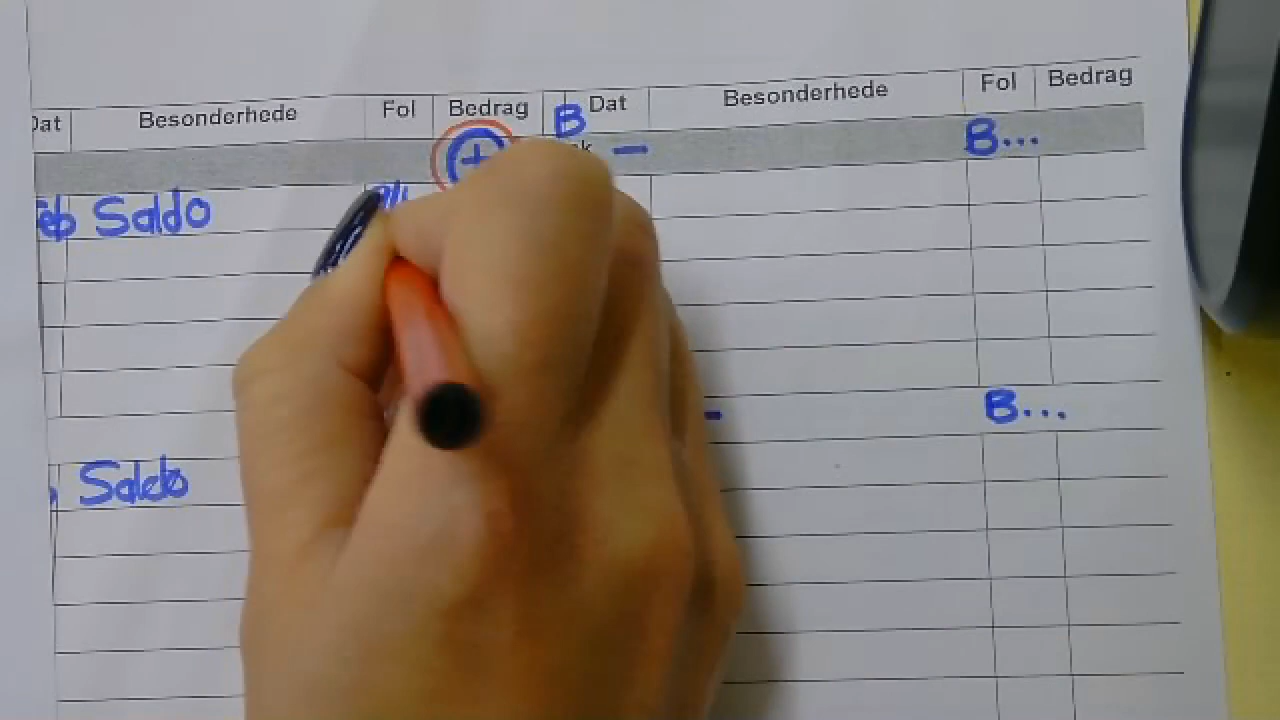 Dat Besonderhede Fol Bedrag Dat Besonderhede Fol Bedrag
+ B - B...
Saldo
- B...
Saldo